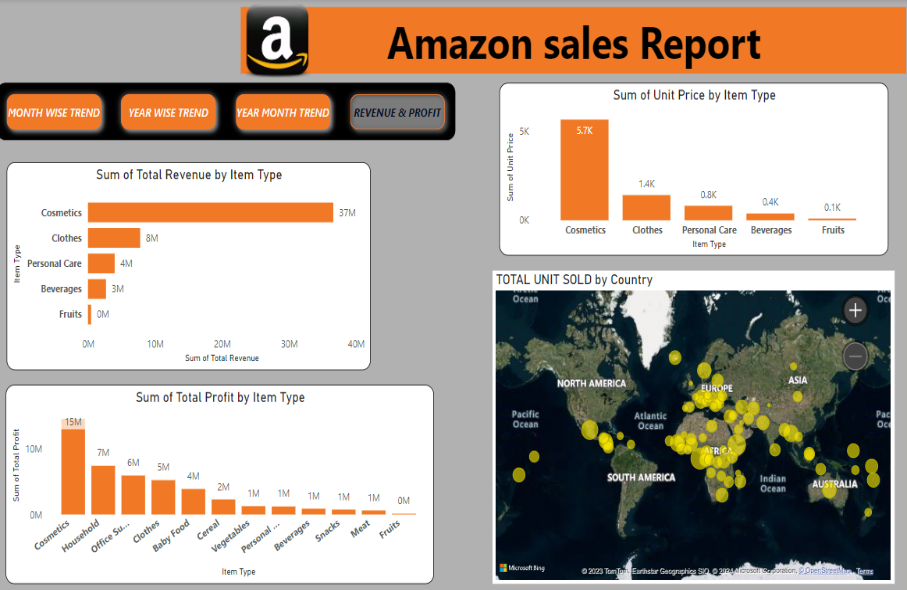 a
Amazon sales Report
MONTH WISE TREND
YEAR WISE TREND
YEAR MONTH TREND
REVENUE & PROFIT
Sum of Unit Price by Item Type
Sum of Unit Price
5K
0K
5.7K
1.4K
0.8K
0.4K
0.1K
Cosmetics
Clothes
Personal Care
Beverages
Fruits
Item Type
Sum of Total Revenue by Item Type
Item Type
Cosmetics
37M
Clothes
8M
Personal Care
4M
Beverages
3M
Fruits
0M
0M
10M
20M
30M
40M
Sum of Total Revenue
TOTAL UNIT SOLD by Country
Ocean
Ocean
Oc
NORTH AMERICA
EUROPE
ASIA
Pacific
Ocean
Atlantic
Ocean
Pac
Oc
AFRICA
SOUTH AMERICA
Indian
Ocean
AUSTRALIA
Microsoft Bing
© 2023 TomTom, Earthstar Geographics SIO, © 2024 Microsoft Corporation, © OpenStreetMap Terms
Sum of Total Profit by Item Type
Sum of Total Profit
10M
0M
15M
7M
6M
5M
4M
2M
1M
1M
1M
1M
1M
0M
Cosmetics
Household
Office Su...
Clothes
Baby Food
Cereal
Vegetables
Personal ...
Beverages
Snacks
Meat
Fruits
Item Type